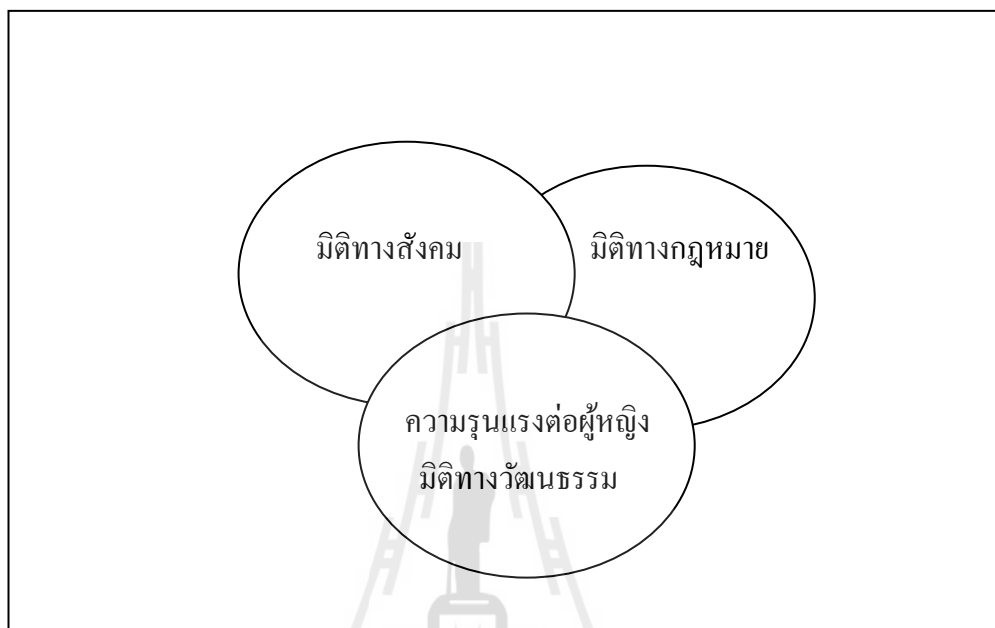 มิติทางสังคม
มิติทางกฎหมาย
ความรุนแรงต่อผู้หญิง
มิติทางวัฒนธรรม